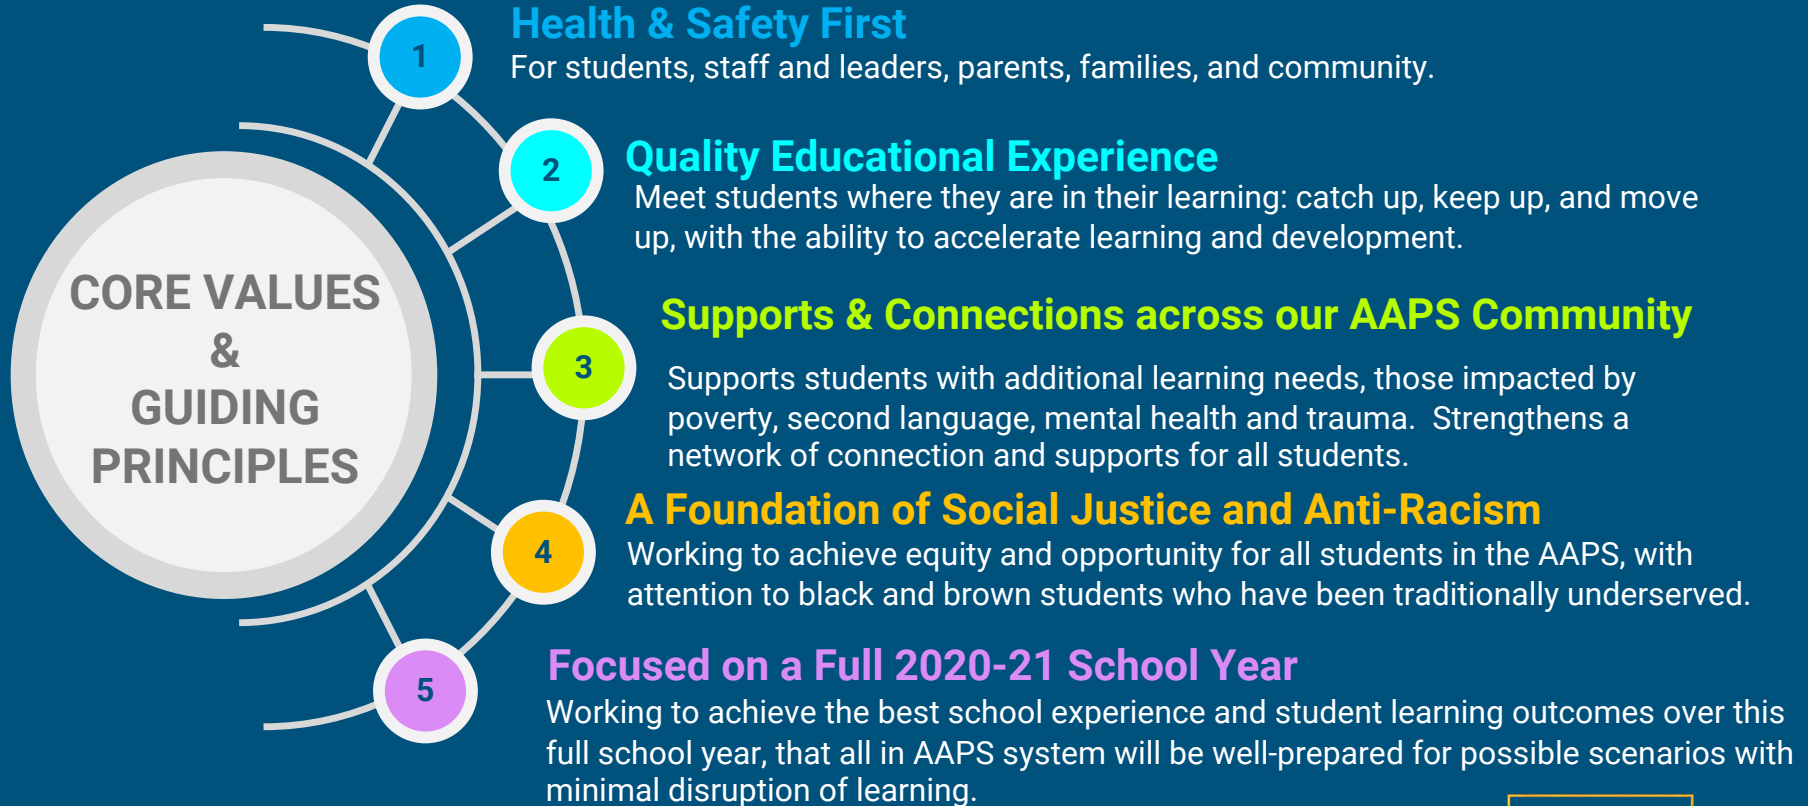 1
Health & Safety First
For students, staff and leaders, parents, families, and community.
2
Quality Educational Experience
Meet students where they are in their learning: catch up, keep up, and move
up, with the ability to accelerate learning and development.
CORE VALUES
&
GUIDING
PRINCIPLES
3
Supports & Connections across our AAPS Community
Supports students with additional learning needs, those impacted by
poverty, second language, mental health and trauma.  Strengthens a
network of connection and supports for all students.
4
A Foundation of Social Justice and Anti-Racism
Working to achieve equity and opportunity for all students in the AAPS, with
attention to black and brown students who have been traditionally underserved.
5
Focused on a Full 2020-21 School Year
Working to achieve the best school experience and student learning outcomes over this
full school year, that all in AAPS system will be well-prepared for possible scenarios with
minimal disruption of learning.